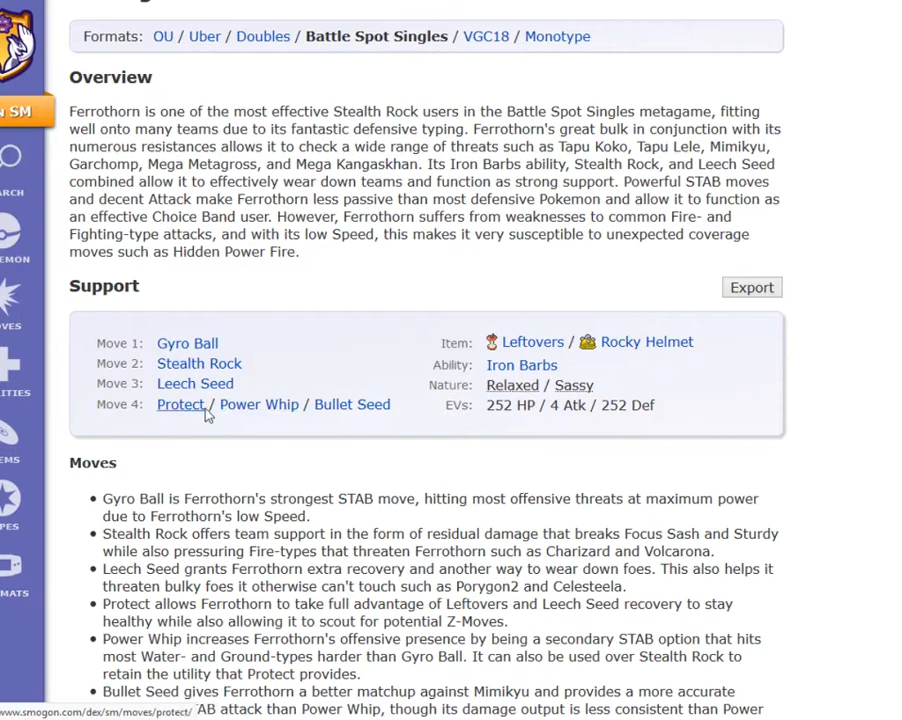 Formats: OU / Uber / Doubles / Battle Spot Singles / VGC18 / Monotype
SM
Overview
Ferrothorn is one of the most effective Stealth Rock users in the Battle Spot Singles metagame, fitting
well onto many teams due to its fantastic defensive typing. Ferrothorn's great bulk in conjunction with its
numerous resistances allows it to check a wide range of threats such as Tapu Koko, Tapu Lele, Mimikyu,
Garchomp, Mega Metagross, and Mega Kangaskhan. Its Iron Barbs ability, Stealth Rock, and Leech Seed
combined allow it to effectively wear down teams and function as strong support. Powerful STAB moves
and decent Attack make Ferrothorn less passive than most defensive Pokemon and allow it to function as
an effective Choice Band user. However, Ferrothorn suffers from weaknesses to common Fire- and
Fighting-type attacks, and with its low Speed, this makes it very susceptible to unexpected coverage
moves such as Hidden Power Fire.
Support
Export
Move 1: Gyro Ball
Move 2: Stealth Rock
Move 3: Leech Seed
Move 4: Protect / Power Whip / Bullet Seed
Item: Leftovers / Rocky Helmet
Ability: Iron Barbs
Nature: Relaxed / Sassy
EVs: 252 HP / 4 Atk / 252 Def
Moves
• Gyro Ball is Ferrothorn's strongest STAB move, hitting most offensive threats at maximum power
due to Ferrothorn's low Speed.
• Stealth Rock offers team support in the form of residual damage that breaks Focus Sash and Sturdy
while also pressuring Fire-types that threaten Ferrothorn such as Charizard and Volcarona.
• Leech Seed grants Ferrothorn extra recovery and another way to wear down foes. This also helps it
threaten bulky foes it otherwise can't touch such as Porygon2 and Celesteela.
• Protect allows Ferrothorn to take full advantage of Leftovers and Leech Seed recovery to stay
healthy while also allowing it to scout for potential Z-Moves.
• Power Whip increases Ferrothorn's offensive presence by being a secondary STAB option that hits
most Water- and Ground-types harder than Gyro Ball. It can also be used over Stealth Rock to
retain the utility that Protect provides.
• Bullet Seed gives Ferrothorn a better matchup against Mimikyu and provides a more accurate
TAB attack than Power Whip, though its damage output is less consistent than Power
www.smogon.com/dex/sm/moves/protect/
ARCH
EMON
VES
ITIES
EMS
PES
MATS